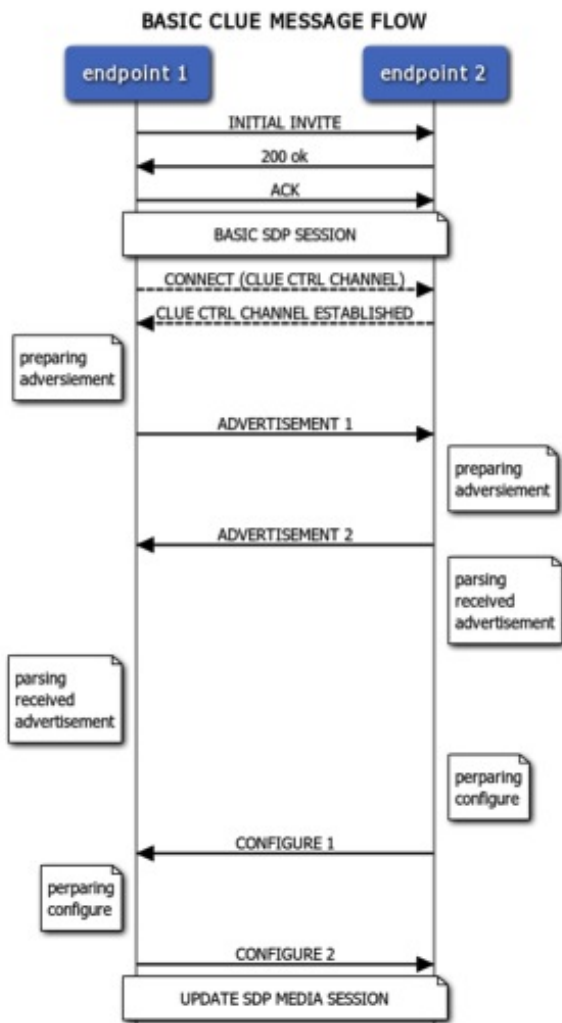 BASIC CLUE MESSAGE FLOW
endpoint 1
endpoint 2
INITIAL INVITE
200 ok
ACK
BASIC SDP SESSION
CONNECT (CLUE CTRL CHANNEL)
CLUE CTRL CHANNEL ESTABLISHED
preparing
adversiement
ADVERTISEMENT 1
preparing
adversiement
ADVERTISEMENT 2
parsing
received
advertisement
parsing
received
advertisement
perparing
configure
CONFIGURE 1
perparing
configure
CONFIGURE 2
UPDATE SDP MEDIA SESSION